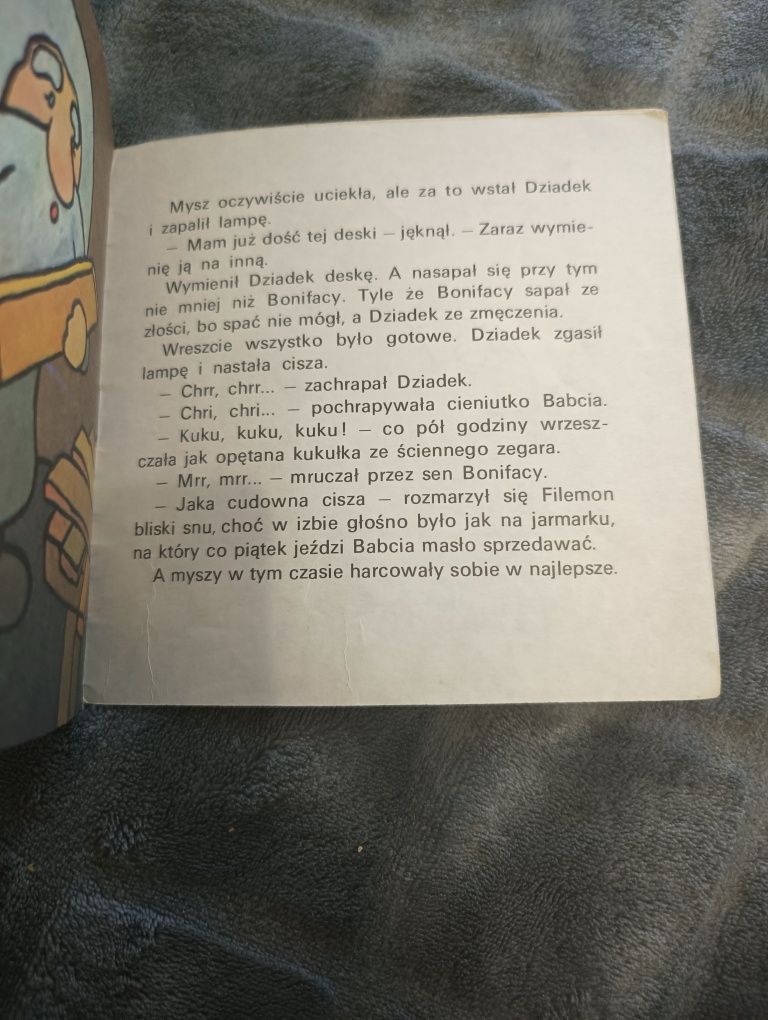 Mysz oczywiście uciekła, ale za to wstał Dziadek
i zapalił lampę.
— Mam już dość tej deski — jęknął. — Zaraz wymie-
nię ją na inną.
Wymienił Dziadek deskę. A nasapał się przy tym
nie mniej niż Bonifacy. Tyle że Bonifacy sapał ze
złości, bo spać nie mógł, a Dziadek ze zmęczenia.
Wreszcie wszystko było gotowe. Dziadek zgasił
lampę i nastała cisza.
— Chrr, chrr... — zachrapał Dziadek.
— Chri, chri... — pochrapywała cieniutko Babcia.
— Kuku, kuku, kuku! — co pół godziny wrzesz-
czała jak opętana kukułka ze ściennego zegara.
— Mrr, mrr... — mruczał przez sen Bonifacy.
— Jaka cudowna cisza — rozmarzył się Filemon
bliski snu, choć w izbie głośno było jak na jarmarku,
na który co piątek jeździ Babcia masło sprzedawać.
A myszy w tym czasie harcowały sobie w najlepsze.